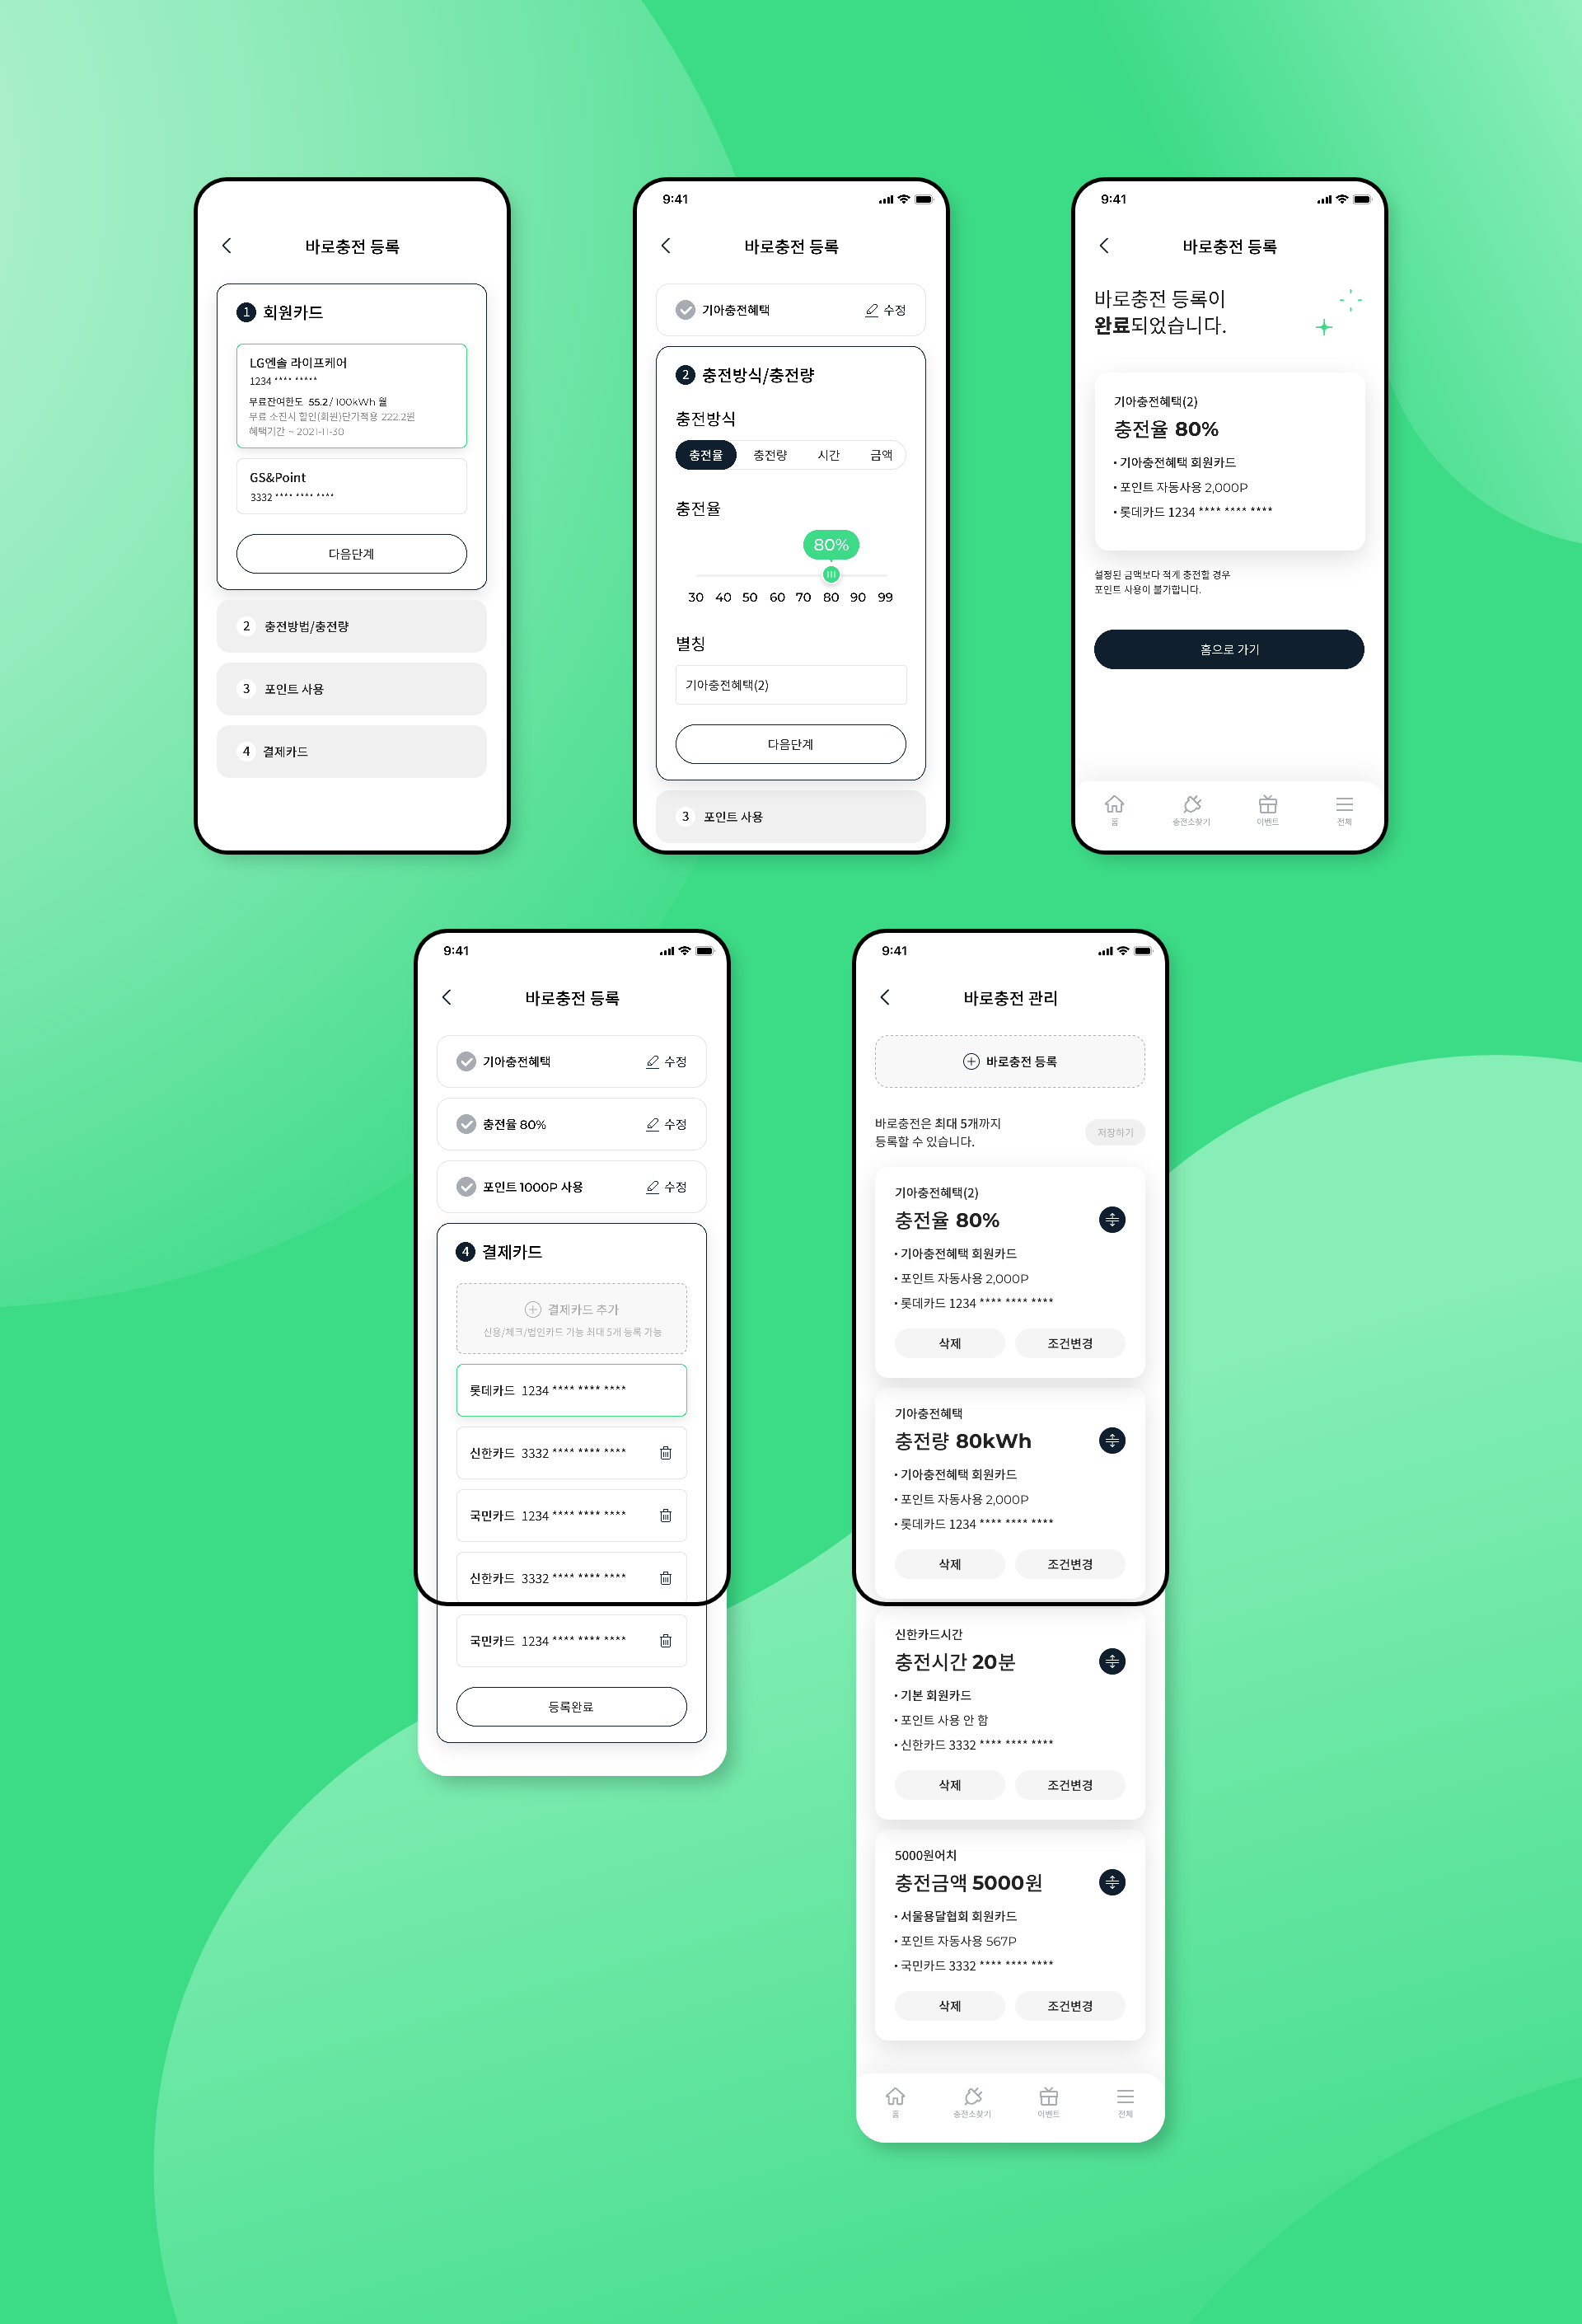 바로충전 등록
1 회원카드
LG엔솔 라이프케어
1234 **** *****
무료잔여한도 55.2 / 100kWh 월
무료 소진시 할인(회원)단가적용 222.2원
혜택기간 ~ 2021-11-30
GS&Point
3332 **** **** ****
다음단계
2 충전방법/충전량
3 포인트 사용
4 결제카드
9:41
바로충전 등록
기아충전혜택 수정
2 충전방식/충전량
충전방식
충전율 충전량 시간 금액
충전율
80%
30 40 50 60 70 80 90 99
별칭
기아충전혜택(2)
다음단계
3 포인트 사용
9:41
바로충전 등록
바로충전 등록이
완료되었습니다.
기아충전혜택(2)
충전율 80%
• 기아충전혜택 회원카드
• 포인트 자동사용 2,000P
• 롯데카드 1234 **** **** ****
설정된 금액보다 적게 충전할 경우
포인트 사용이 불가합니다.
홈으로 가기
홈 충전소찾기 이벤트 전체
9:41
바로충전 등록
기아충전혜택 수정
충전율 80% 수정
포인트 1000P 사용 수정
4 결제카드
결제카드 추가
신용/체크/법인카드 가능 최대 5개 등록 가능
롯데카드 1234 **** **** ****
신한카드 3332 **** **** ****
국민카드 1234 **** **** ****
신한카드 3332 **** **** ****
국민카드 1234 **** **** ****
등록완료
9:41
바로충전 관리
바로충전 등록
바로충전은 최대 5개까지
등록할 수 있습니다.
저장하기
기아충전혜택(2)
충전율 80%
• 기아충전혜택 회원카드
• 포인트 자동사용 2,000P
• 롯데카드 1234 **** **** ****
삭제 조건변경
기아충전혜택
충전량 80kWh
• 기아충전혜택 회원카드
• 포인트 자동사용 2,000P
• 롯데카드 1234 **** **** ****
삭제 조건변경
신한카드시간
충전시간 20분
• 기본 회원카드
• 포인트 사용 안 함
• 신한카드 3332 **** **** ****
삭제 조건변경
5000원어치
충전금액 5000원
• 서울용달협회 회원카드
• 포인트 자동사용 567P
• 국민카드 3332 **** **** ****
삭제 조건변경
홈 충전소찾기 이벤트 전체